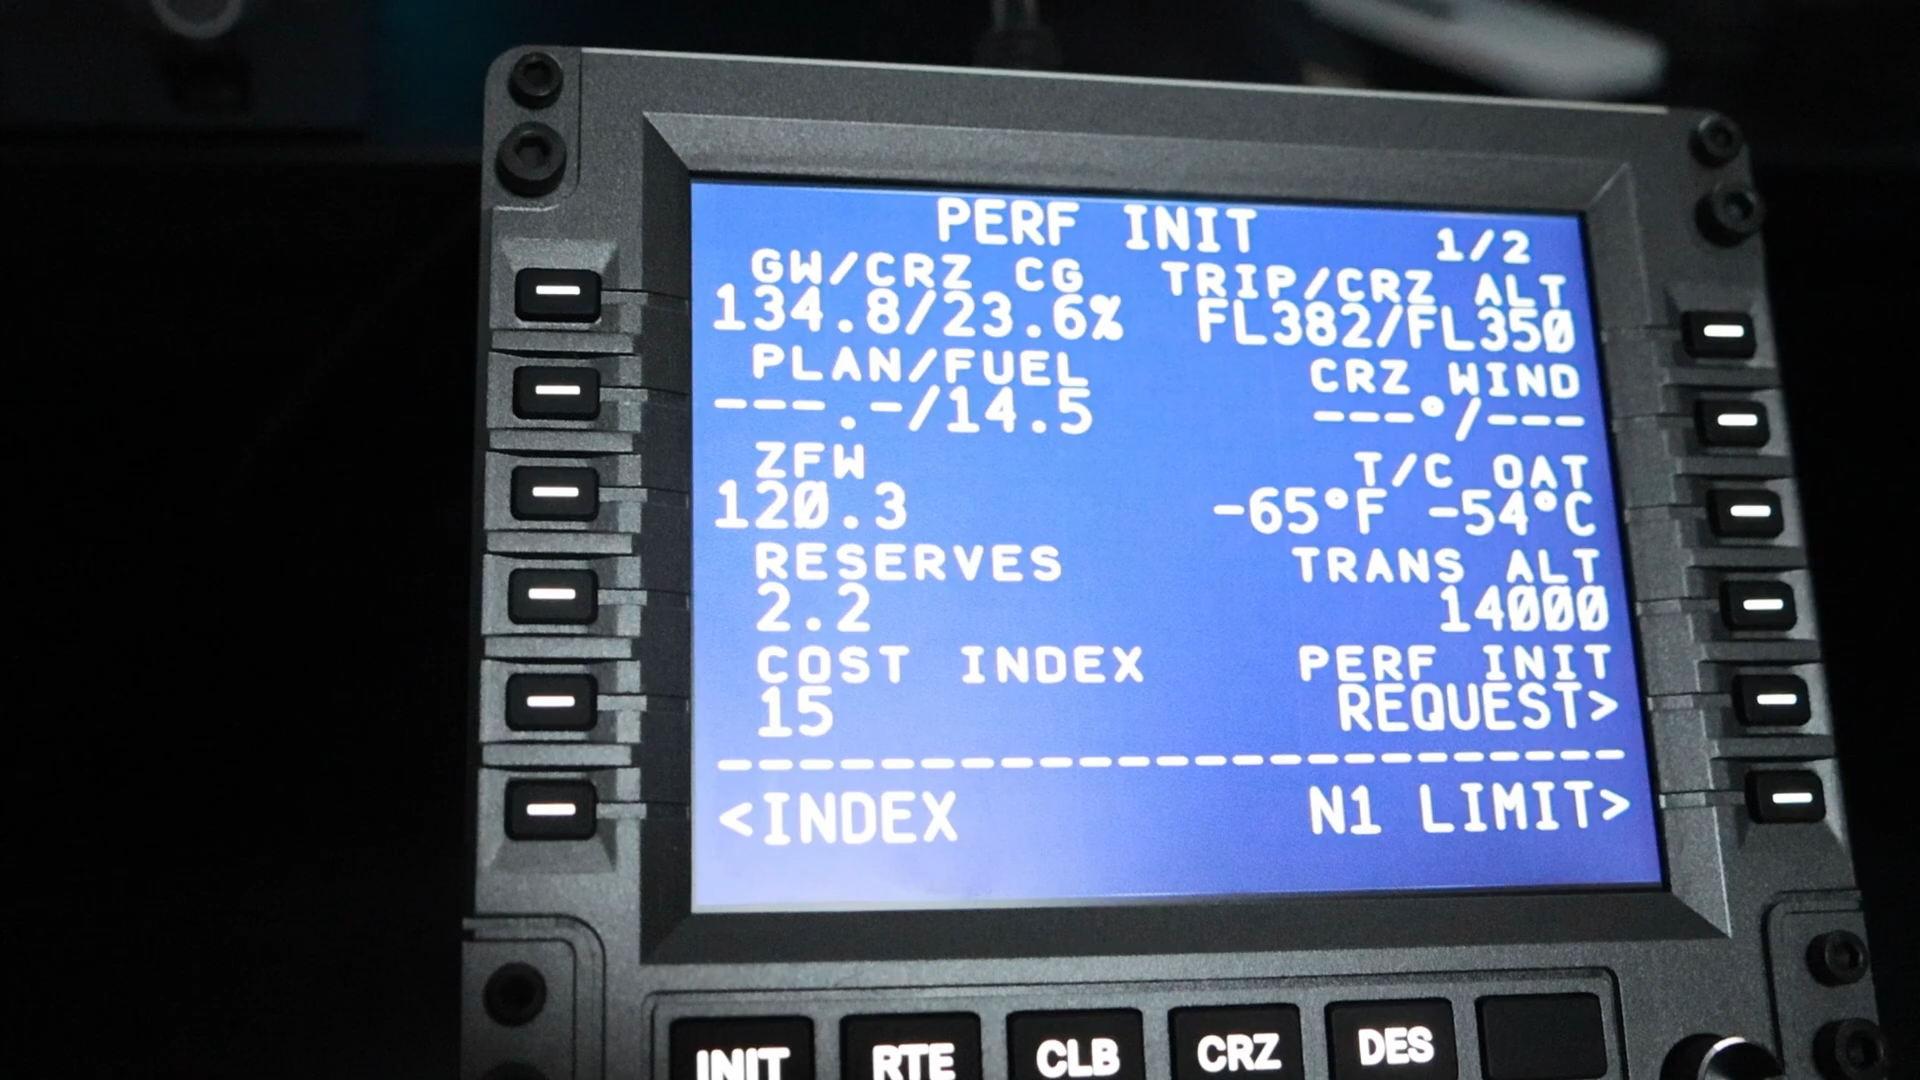 PERF INIT 1/2
GW/CRZ CG TRIP/CRZ ALT
134.8/23.6% FL382/FL350
PLAN/FUEL CRZ WIND
---.-/14.5 ---°/---
ZFW T/C OAT
120.3 -65°F -54°C
RESERVES TRANS ALT
2.2 14000
COST INDEX PERF INIT
15 REQUEST>
------------------------
<INDEX N1 LIMIT>
INIT RTE CLB CRZ DES